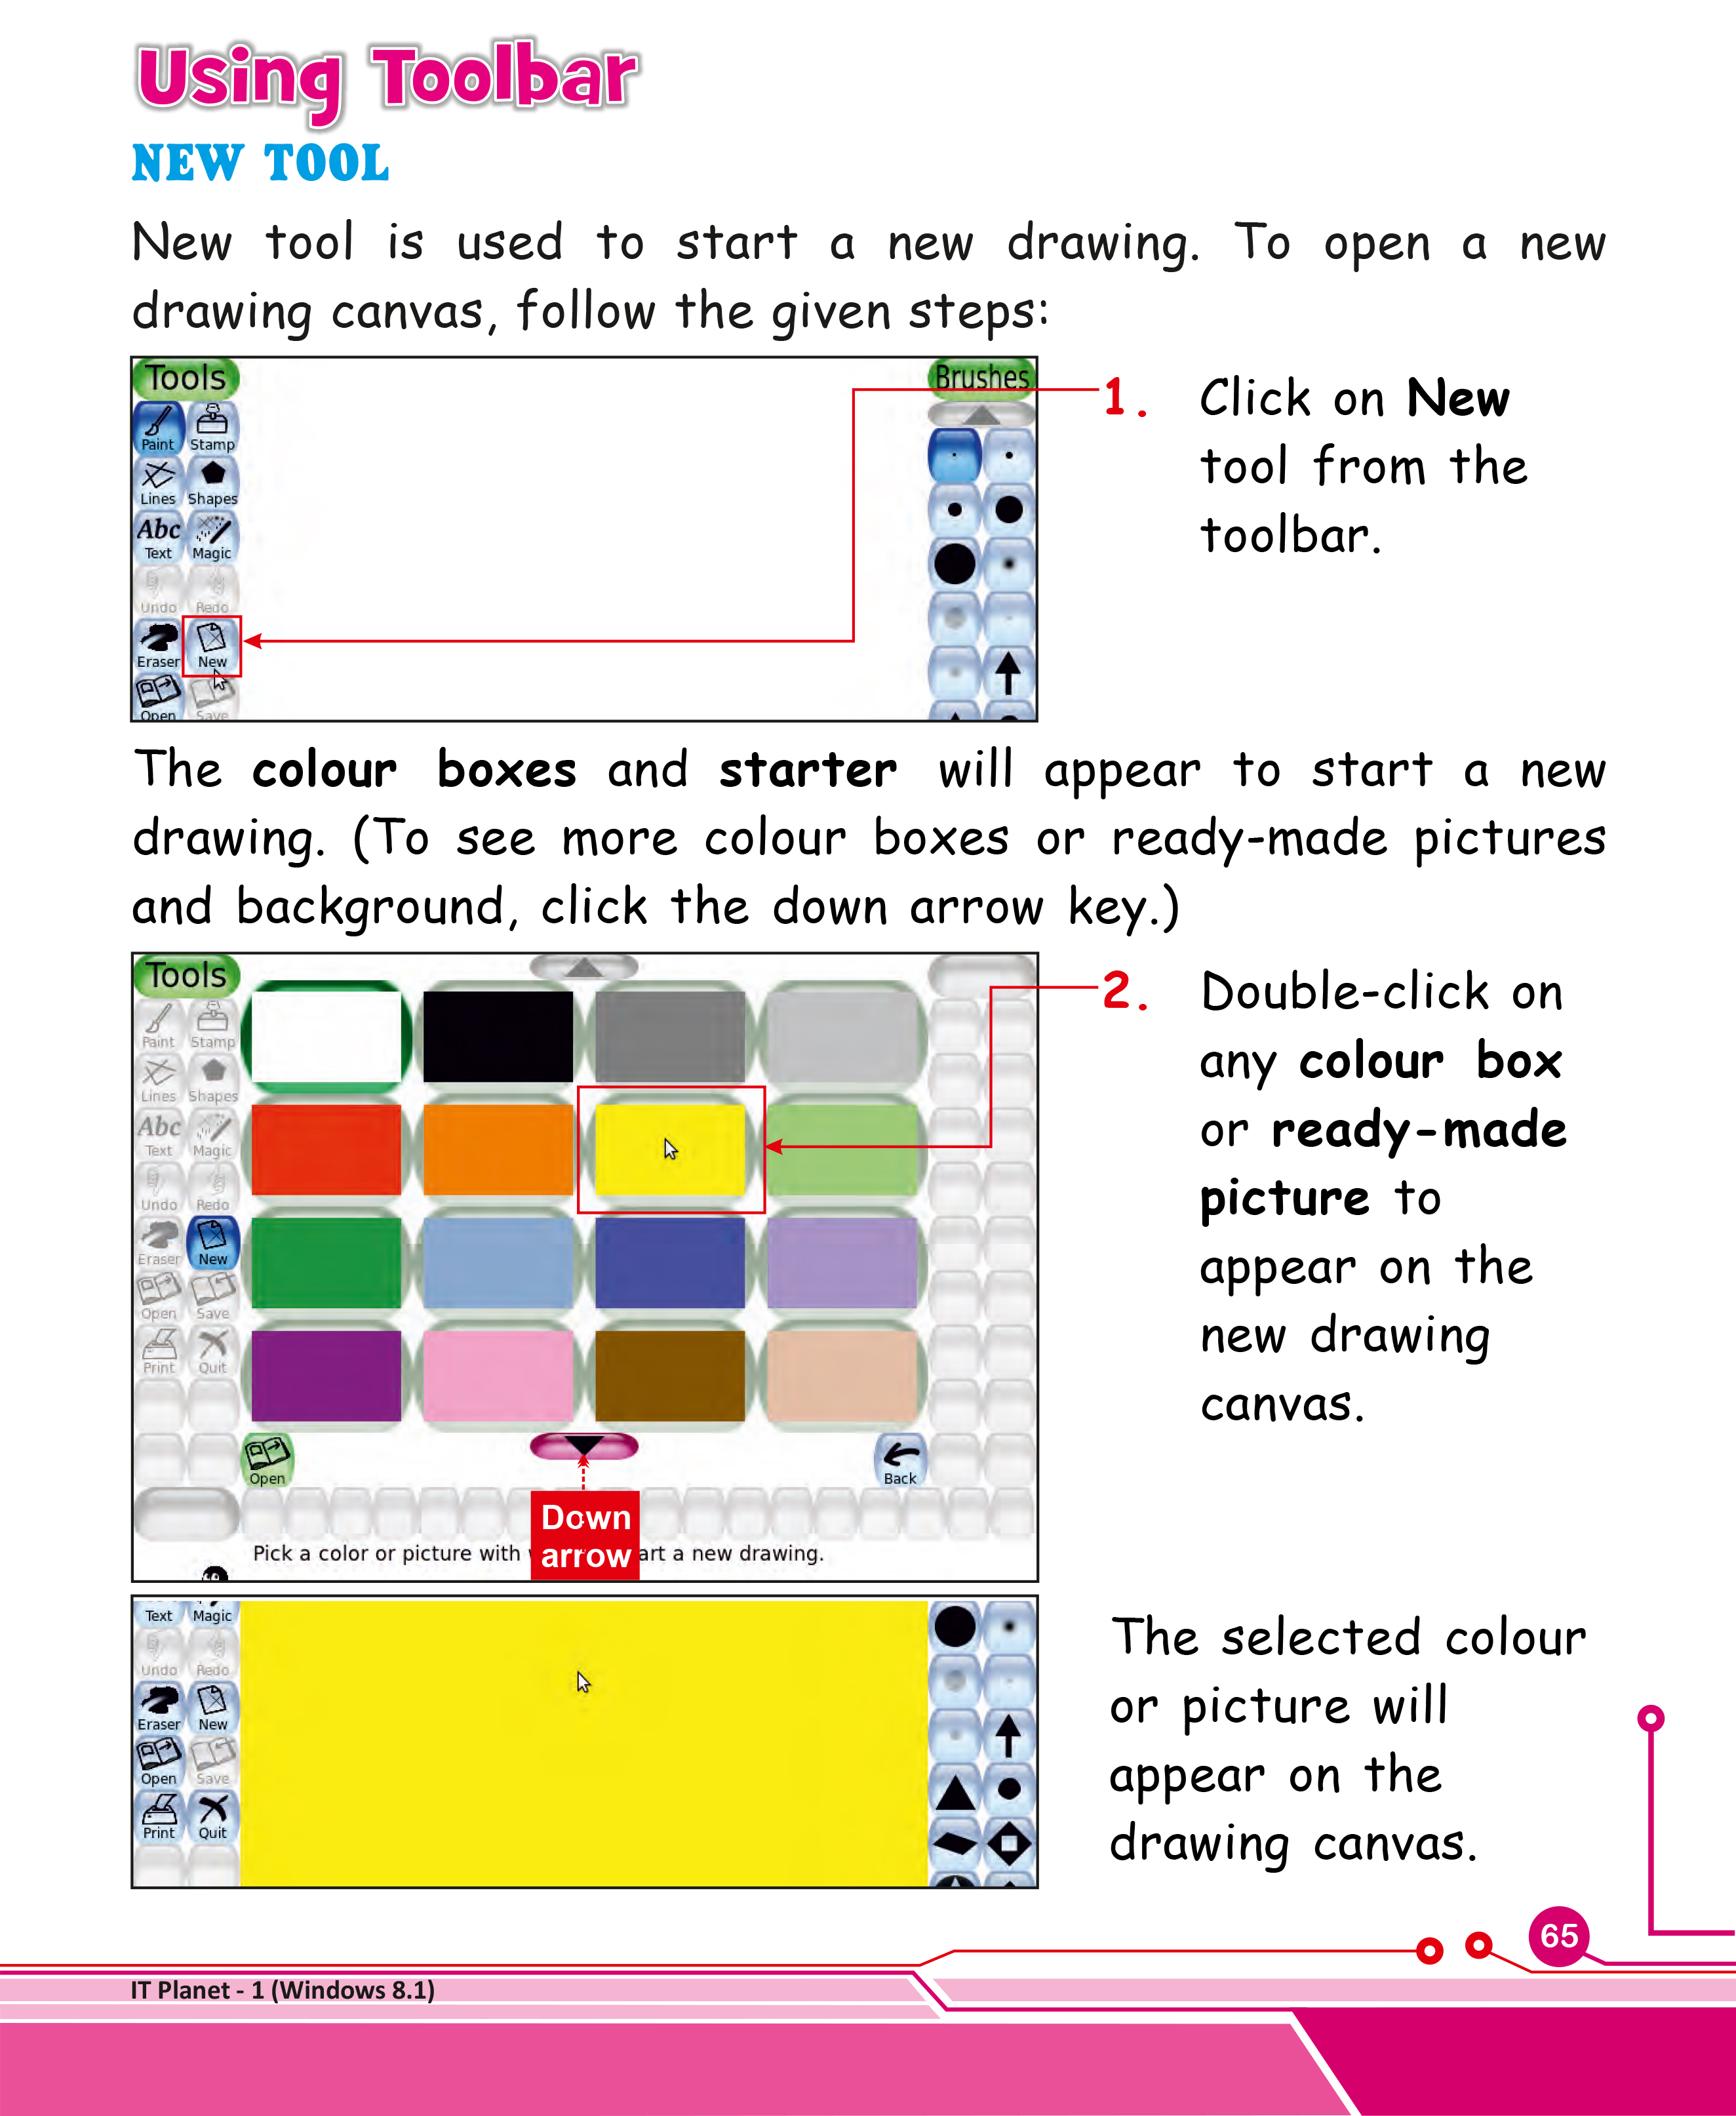 Using Toolbar
NEW TOOL
New tool is used to start a new drawing. To open a new
drawing canvas, follow the given steps:
Tools
Brushes
Paint Stamp
Lines Shapes
Abc
Text Magic
Undo Redo
Eraser New
Open Save
1. Click on New
tool from the
toolbar.
The colour boxes and starter will appear to start a new
drawing. (To see more colour boxes or ready-made pictures
and background, click the down arrow key.)
Tools
Paint Stamp
Lines Shapes
Abc
Text Magic
Undo Redo
Eraser New
Open Save
Print Quit
Open
Back
Down
arrow
Pick a color or picture with art a new drawing.
2. Double-click on
any colour box
or ready-made
picture to
appear on the
new drawing
canvas.
Text Magic
Undo Redo
Eraser New
Open Save
Print Quit
The selected colour
or picture will
appear on the
drawing canvas.
65
IT Planet - 1 (Windows 8.1)